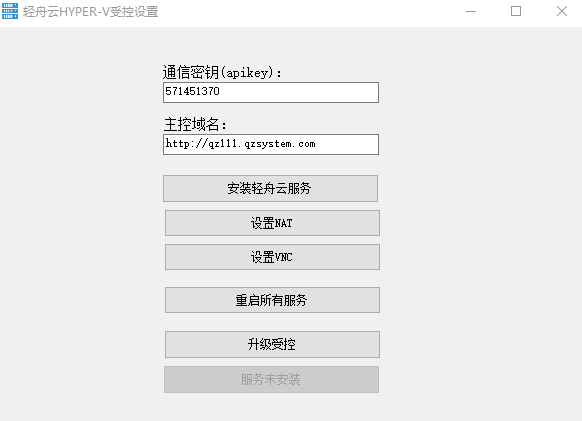 轻舟云HYPER-V受控设置
通信密钥(apikey):
571451370
主控域名:
http://qz111.qzsystem.com
安装轻舟云服务
设置NAT
设置VNC
重启所有服务
升级受控
服务未安装